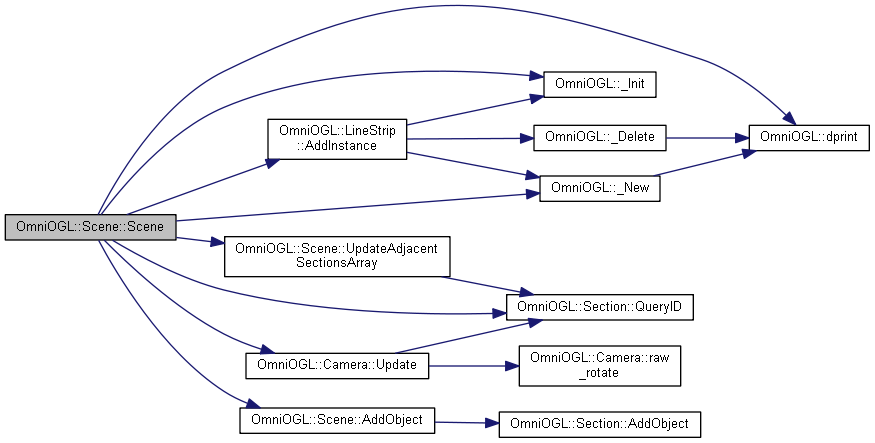 OmniOGL::_Init
OmniOGL::LineStrip
::AddInstance
OmniOGL::_Delete
OmniOGL::dprint
OmniOGL::_New
OmniOGL::Scene::Scene
OmniOGL::Scene::UpdateAdjacent
SectionsArray
OmniOGL::Section::QueryID
OmniOGL::Camera::Update
OmniOGL::Camera::raw
_rotate
OmniOGL::Scene::AddObject
OmniOGL::Section::AddObject